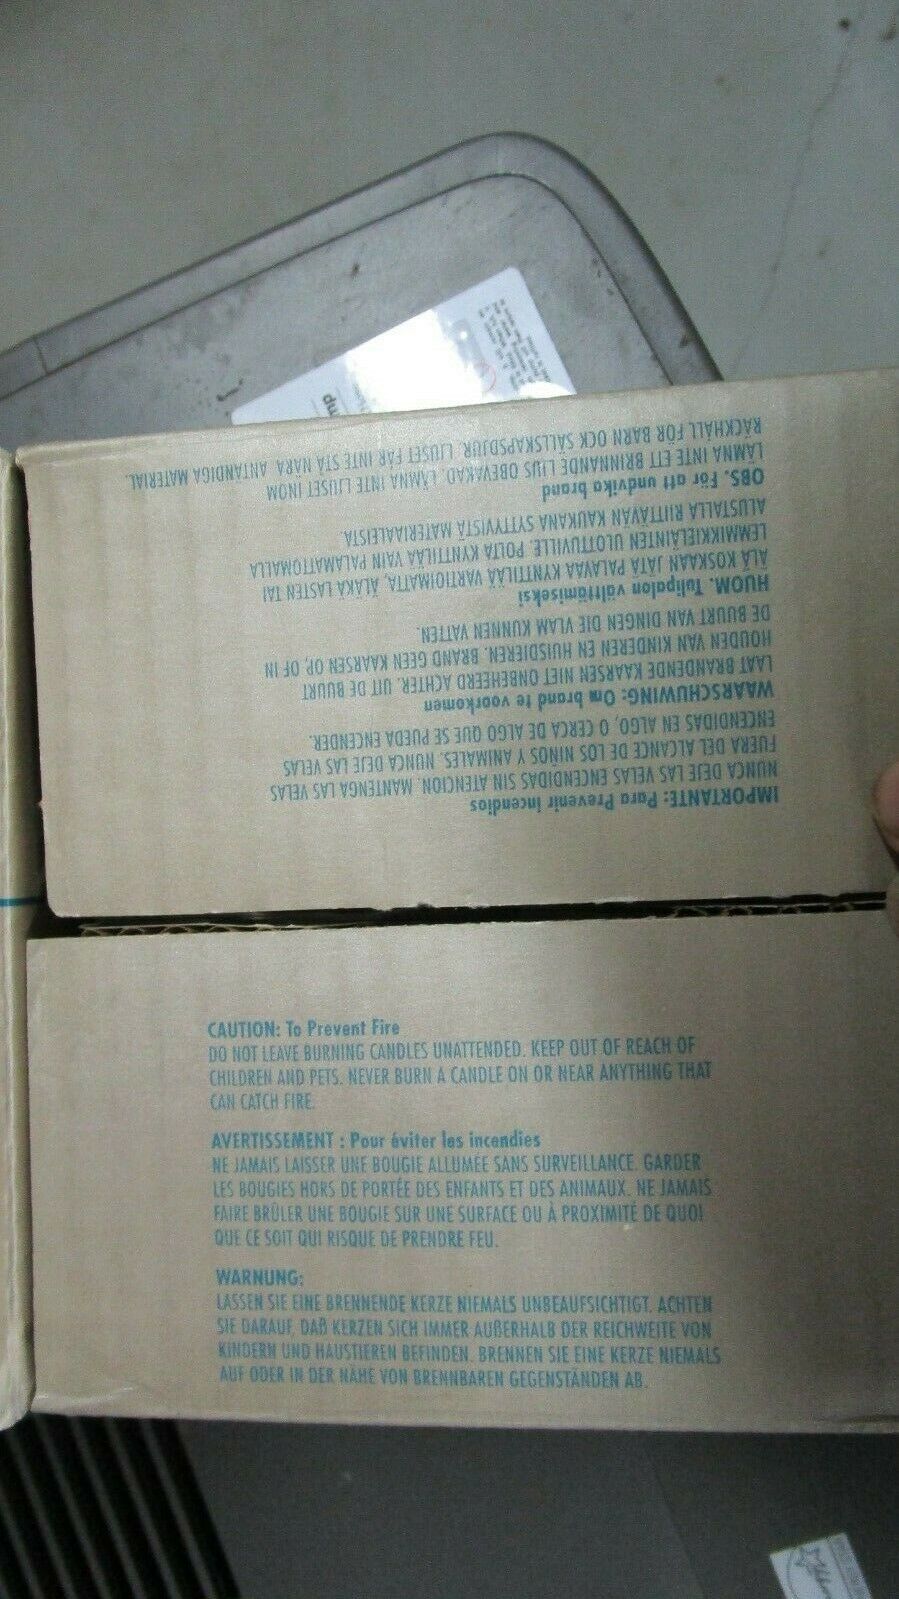 CAUTION: To Prevent Fire
DO NOT LEAVE BURNING CANDLES UNATTENDED. KEEP OUT OF REACH OF
CHILDREN AND PETS. NEVER BURN A CANDLE ON OR NEAR ANYTHING THAT
CAN CATCH FIRE.
AVERTISSEMENT : Pour éviter les incendies
NE JAMAIS LAISSER UNE BOUGIE ALLUMÉE SANS SURVEILLANCE. GARDER
LES BOUGIES HORS DE PORTÉE DES ENFANTS ET DES ANIMAUX. NE JAMAIS
FAIRE BRÛLER UNE BOUGIE SUR UNE SURFACE OU À PROXIMITÉ DE QUOI
QUE CE SOIT QUI RISQUE DE PRENDRE FEU.
WARNUNG:
LASSEN SIE EINE BRENNENDE KERZE NIEMALS UNBEAUFSICHTIGT. ACHTEN
SIE DARAUF, DAß KERZEN SICH IMMER AUßERHALB DER REICHWEITE VON
KINDERN UND HAUSTIEREN BEFINDEN. BRENNEN SIE EINE KERZE NIEMALS
AUF ODER IN DER NÄHE VON BRENNBAREN GEGENSTÄNDEN AB.
IMPORTANTE: Para Prevenir incendios
NUNCA DEJE LAS VELAS ENCENDIDAS SIN ATENCION. MANTENGA LAS VELAS
FUERA DEL ALCANCE DE LOS NIÑOS Y ANIMALES. NUNCA DEJE LAS VELAS
ENCENDIDAS EN ALGO, O CERCA DE ALGO QUE SE PUEDA ENCENDER.
WAARSCHUWING: Om brand te voorkomen
LAAT BRANDENDE KAARSEN NIET ONBEHEERD ACHTER. UIT DE BUURT
HOUDEN VAN KINDEREN EN HUISDIEREN. BRAND GEEN KAARSEN OP, OF IN
DE BUURT VAN DINGEN DIE VLAM KUNNEN VATTEN.
HUOM. Tulipalon välttämiseksi
ÄLÄ KOSKAAN JÄTÄ PALAVAA KYNTTILÄÄ VARTIOIMATTA, ÄLÄKÄ LASTEN TAI
LEMMIKKIELÄINTEN ULOTTUVILLE. POLTA KYNTTILÄÄ VAIN PALAMATTOMALLA
ALUSTALLA RIITTÄVÄN KAUKANA SYTTYVISTÄ MATERIAALEISTA.
OBS. För att undvika brand
LÄMNA INTE ETT BRINNANDE LJUS OBEVAKAD. LÄMNA INTE LJUSET INOM
RÄCKHÅLL FÖR BARN OCK SÄLLSKAPSDJUR. LJUSET FÅR INTE STÅ NÄRA ANTÄNDIGA MATERIAL.